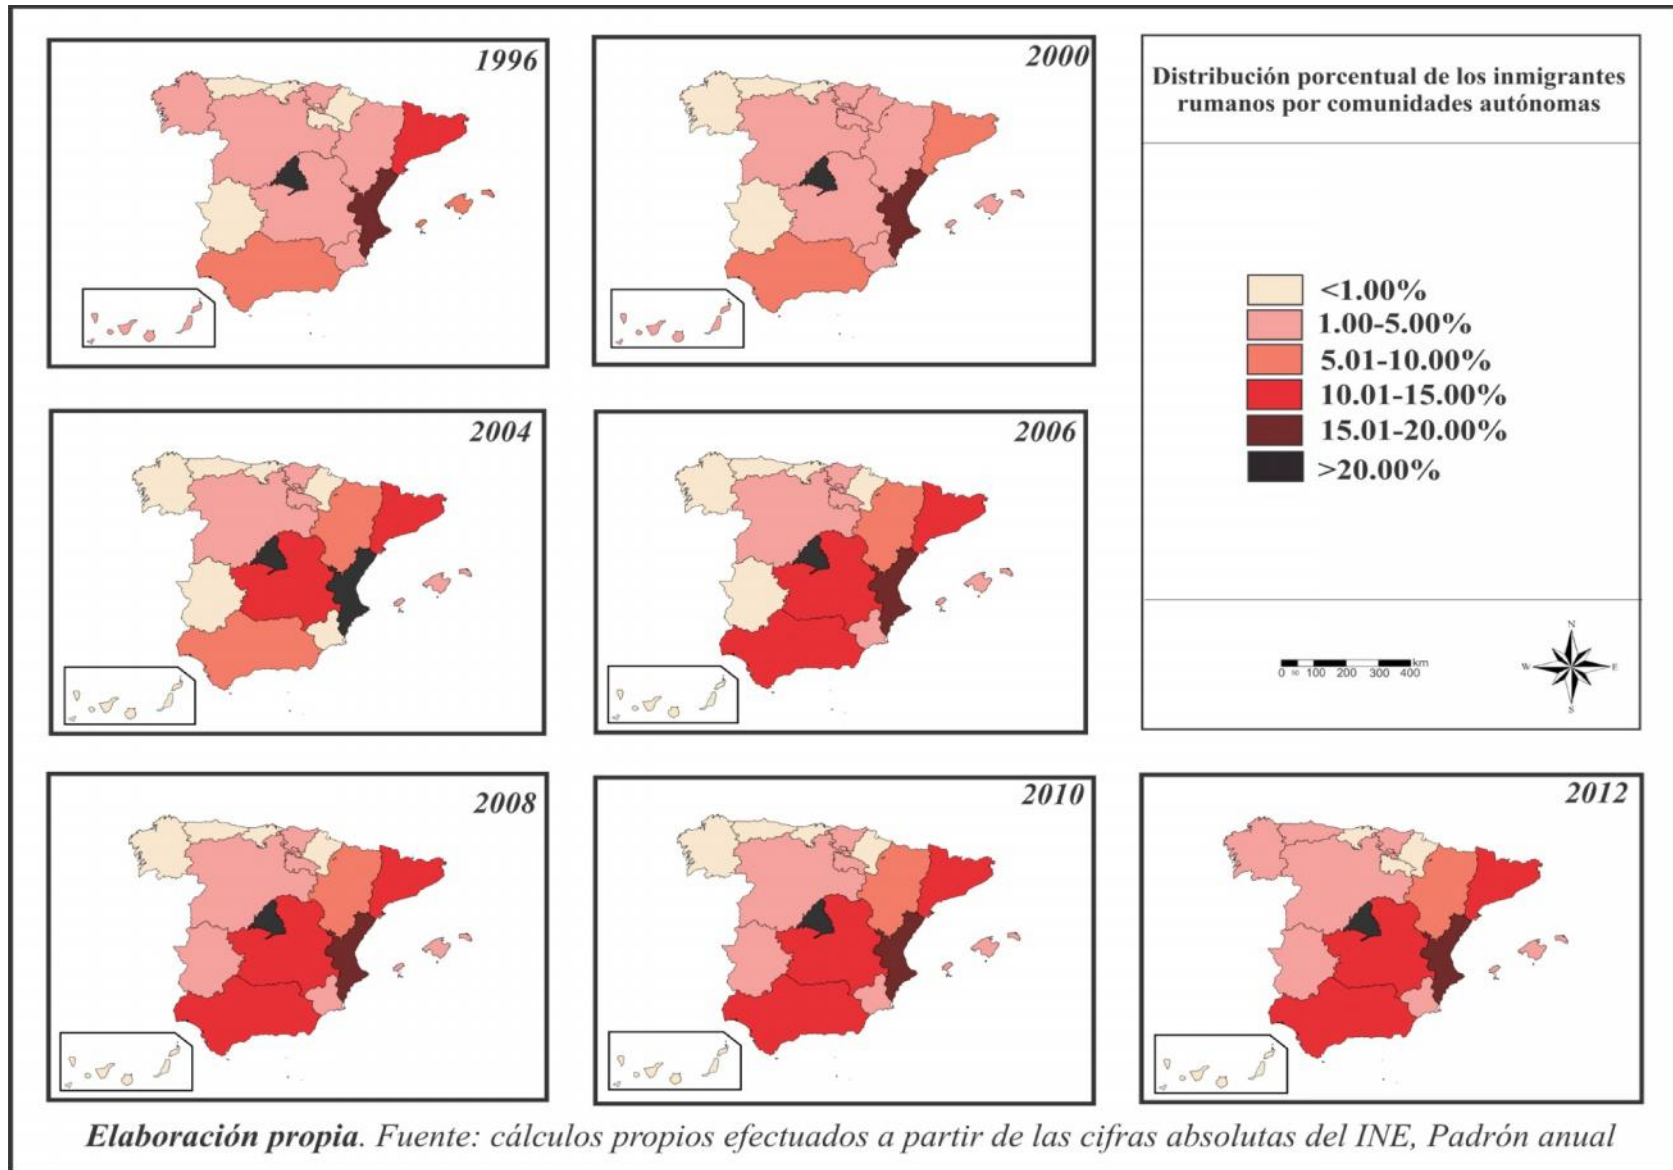 1996
2000
Distribución porcentual de los inmigrantes
rumanos por comunidades autónomas
<1.00%
1.00-5.00%
5.01-10.00%
10.01-15.00%
15.01-20.00%
>20.00%
2004
2006
km
0 50 100 200 300 400
N
W E
S
2008
2010
2012
Elaboración propia. Fuente: cálculos propios efectuados a partir de las cifras absolutas del INE, Padrón anual